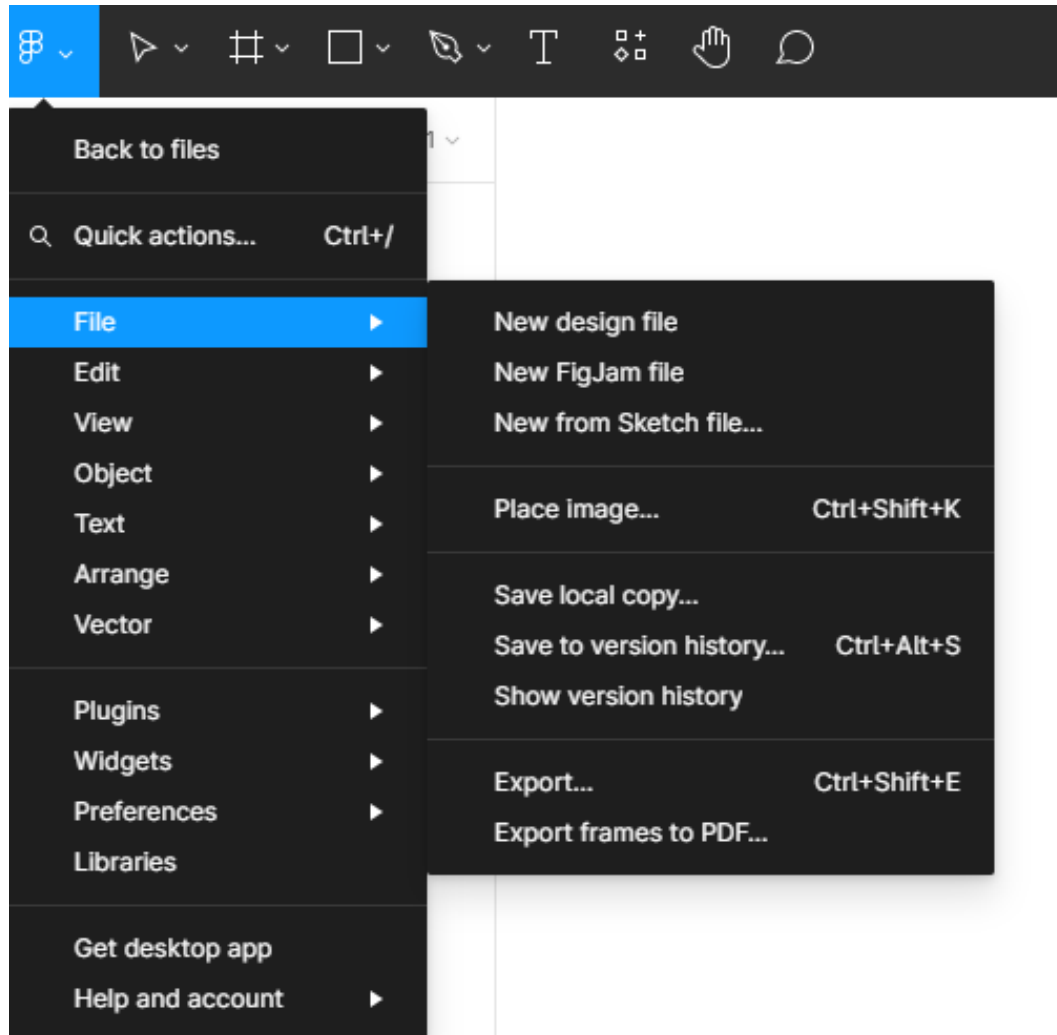 Back to files
Quick actions... Ctrl+/
File
Edit
View
Object
Text
Arrange
Vector
Plugins
Widgets
Preferences
Libraries
Get desktop app
Help and account
New design file
New FigJam file
New from Sketch file...
Place image... Ctrl+Shift+K
Save local copy...
Save to version history... Ctrl+Alt+S
Show version history
Export... Ctrl+Shift+E
Export frames to PDF...